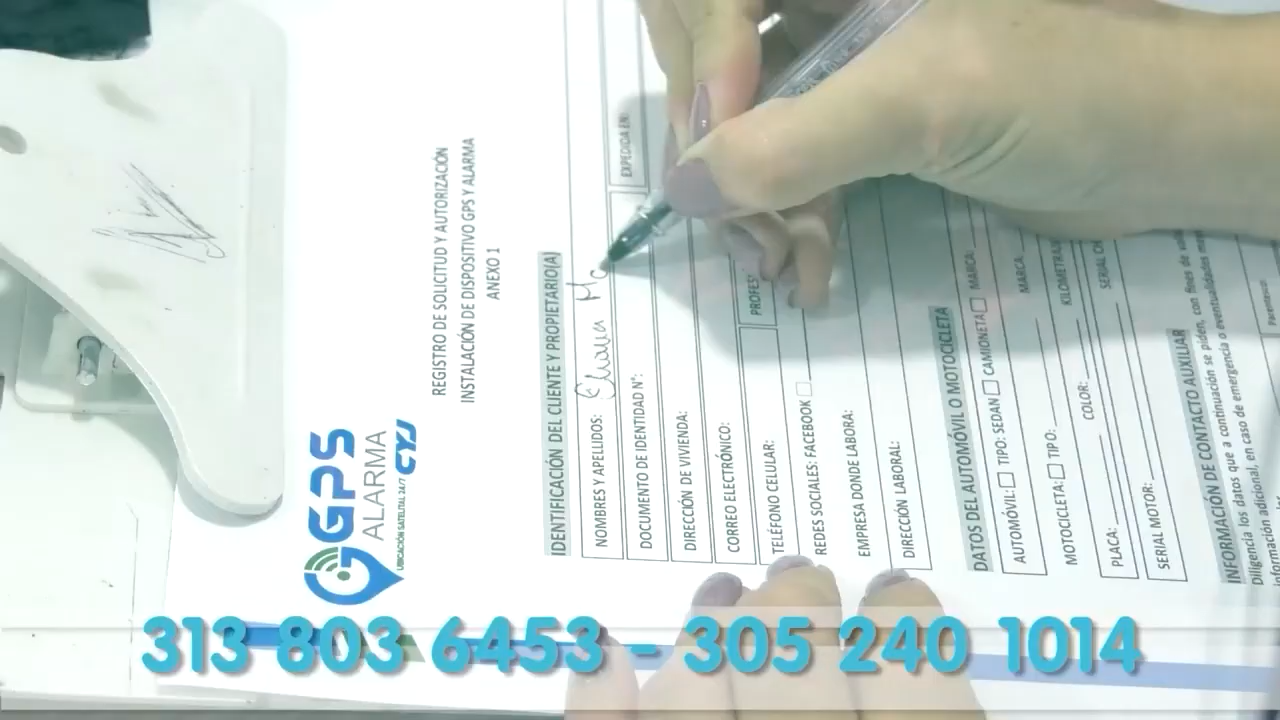 GPS
ALARMA
CYJ
UBICACIÓN SATELITAL 24/7
REGISTRO DE SOLICITUD Y AUTORIZACIÓN
INSTALACIÓN DE DISPOSITIVO GPS Y ALARMA
ANEXO 1
IDENTIFICACIÓN DEL CLIENTE Y PROPIETARIO(A)
NOMBRES Y APELLIDOS:
DOCUMENTO DE IDENTIDAD N°: EXPEDIDA EN:
DIRECCIÓN DE VIVIENDA:
CORREO ELECTRÓNICO:
TELÉFONO CELULAR: PROFES
REDES SOCIALES: FACEBOOK
EMPRESA DONDE LABORA:
DIRECCIÓN LABORAL:
DATOS DEL AUTOMÓVIL O MOTOCICLETA
AUTOMÓVIL: TIPO: SEDAN CAMIONETA MARCA:
MOTOCICLETA: TIPO: MARCA:
PLACA: COLOR: KILOMETRA
SERIAL MOTOR: SERIAL CH
INFORMACIÓN DE CONTACTO AUXILIAR
Diligencia los datos que a continuación se piden, con fines de
información adicional, en caso de emergencia o eventualidades
313 803 6453 - 305 240 1014